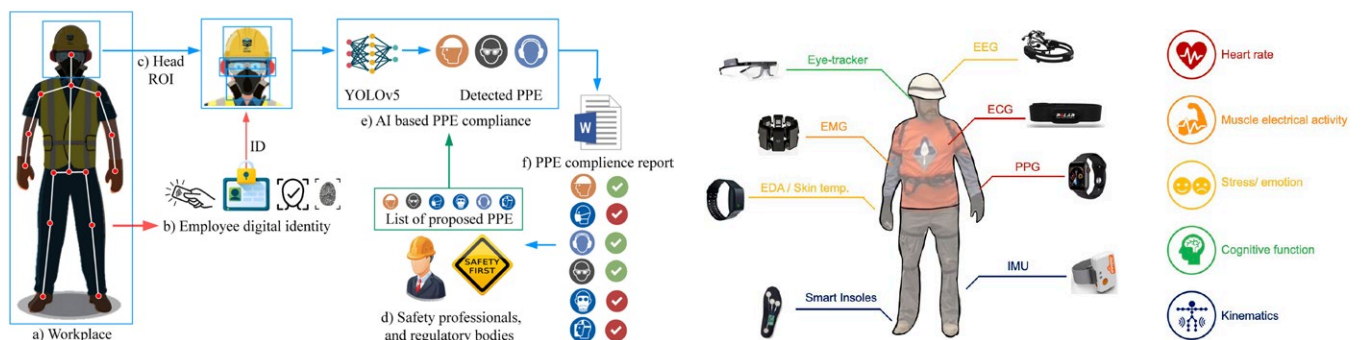 c) Head
ROI
YOLOv5
Detected PPE
e) AI based PPE compliance
W
ID
f) PPE complience report
b) Employee digital identity
List of proposed PPE
SAFETY
FIRST
d) Safety professionals,
and regulatory bodies
a) Workplace
Eye-tracker
EEG
EMG
ECG
POLAR
EDA / Skin temp.
PPG
IMU
Smart Insoles
Heart rate
Muscle electrical activity
Stress/ emotion
Cognitive function
Kinematics